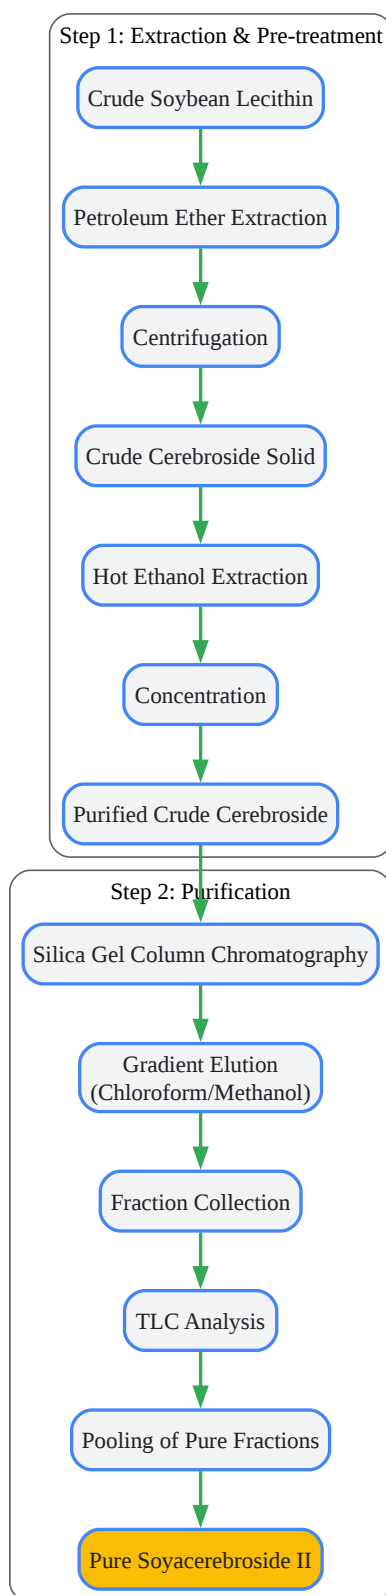 Step 1: Extraction & Pre-treatment
Crude Soybean Lecithin
Petroleum Ether Extraction
Centrifugation
Crude Cerebroside Solid
Hot Ethanol Extraction
Concentration
Purified Crude Cerebroside
Step 2: Purification
Silica Gel Column Chromatography
Gradient Elution
(Chloroform/Methanol)
Fraction Collection
TLC Analysis
Pooling of Pure Fractions
Pure Soyacerebroside II